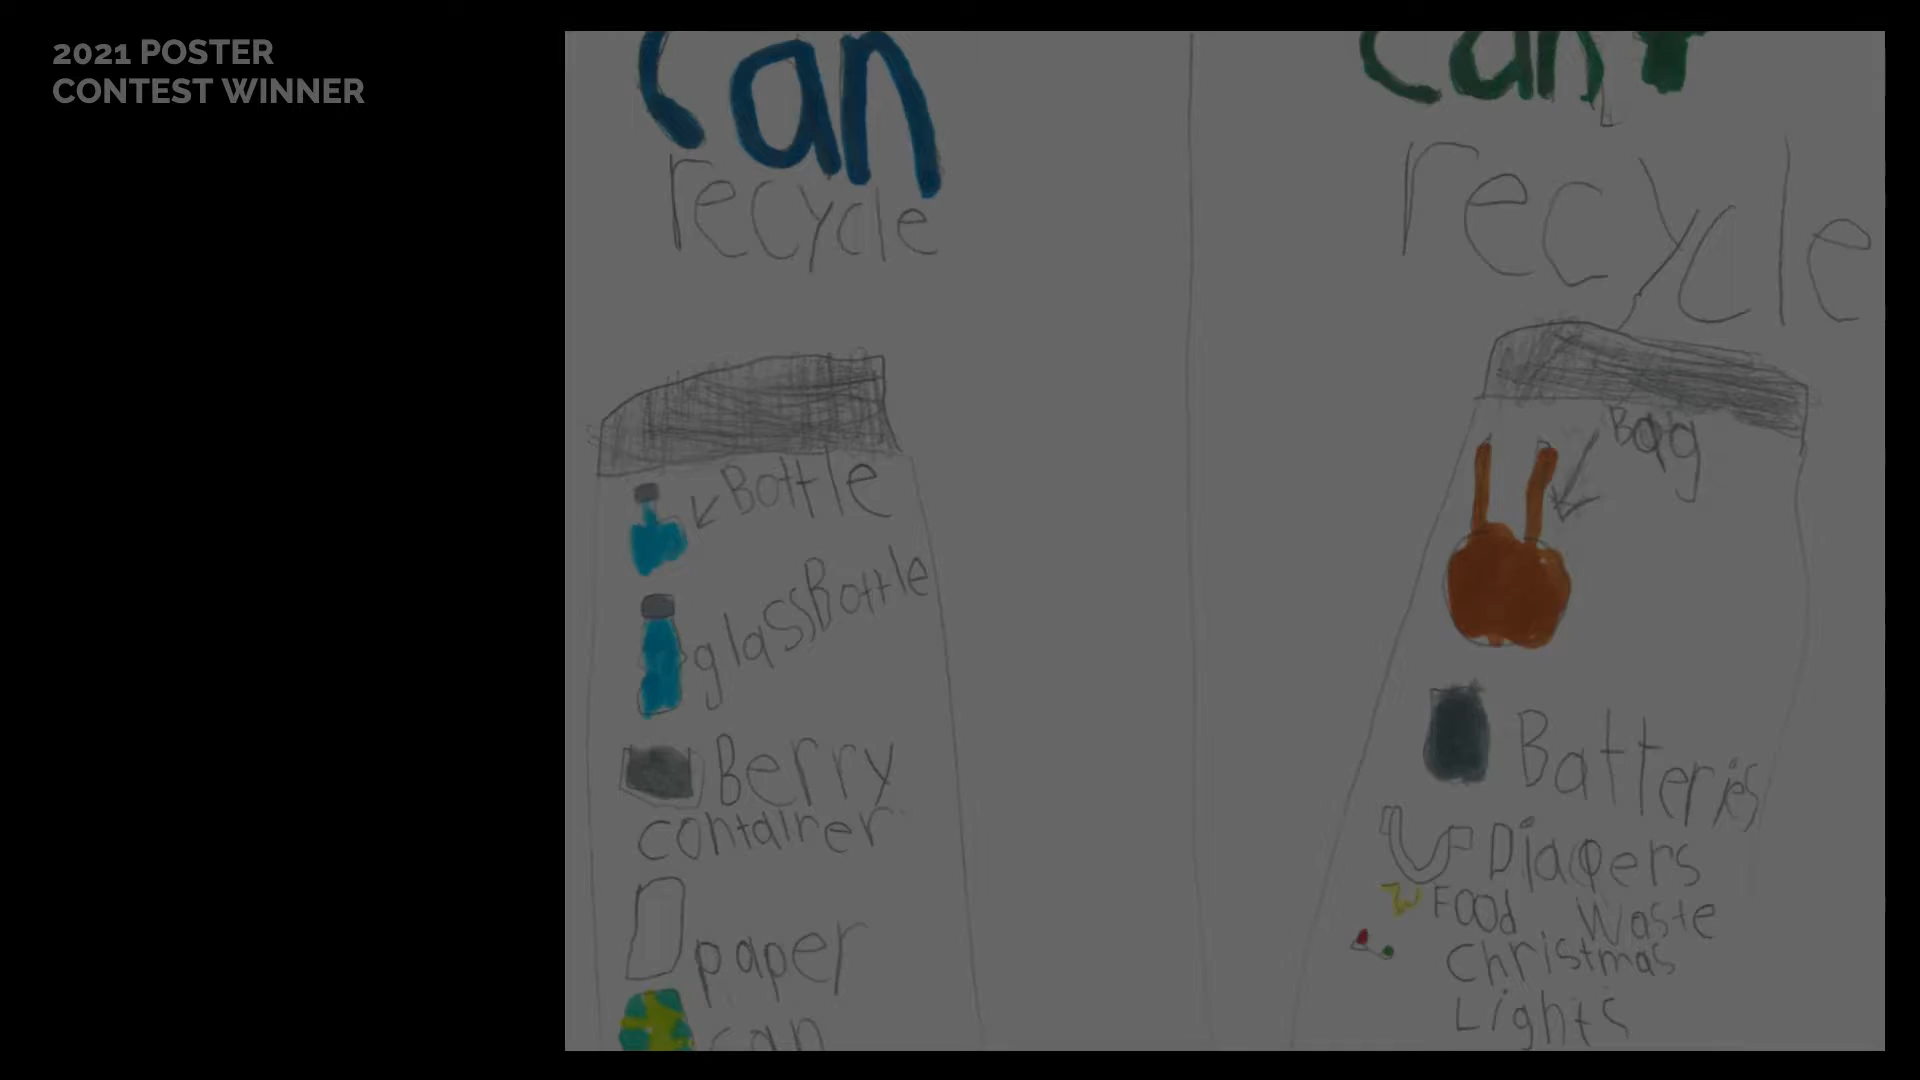 2021 POSTER
CONTEST WINNER
Can
recycle
Bottle
glassBottle
Berry
container
paper
can
Can't
recycle
Bag
Batteries
Diapers
Food Waste
Christmas
Lights